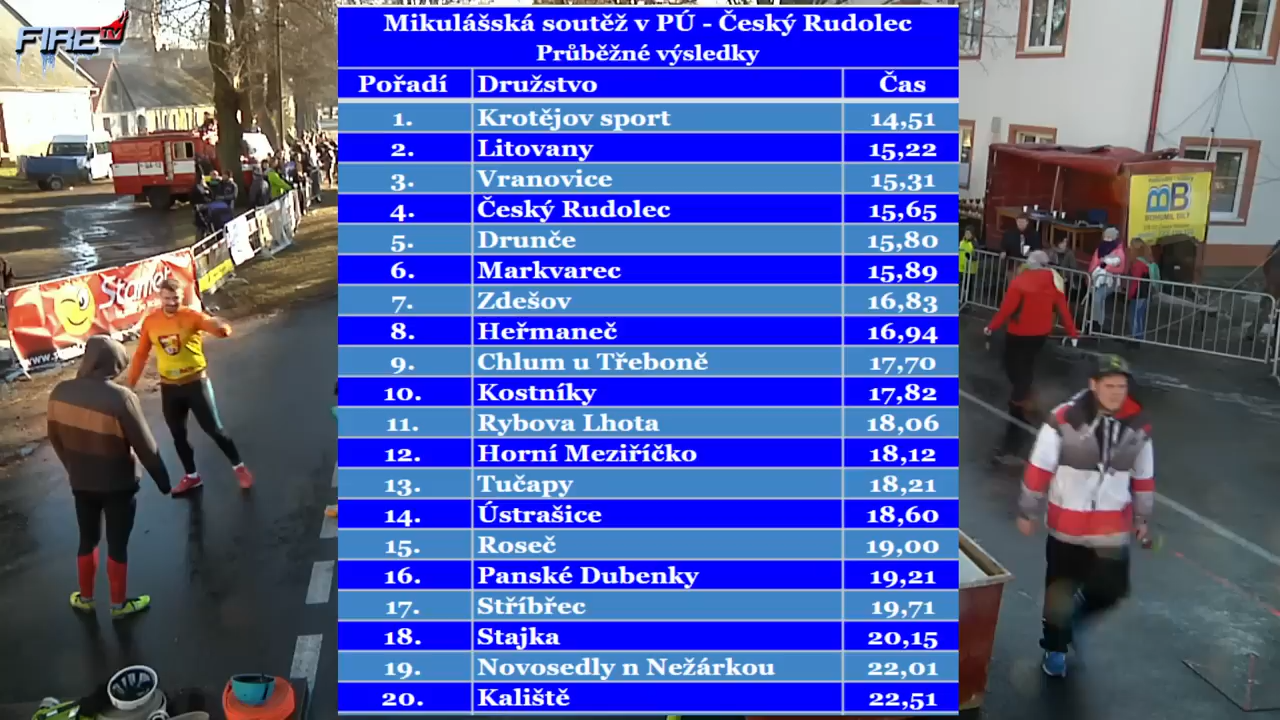 FIRE TV
Mikulášská soutěž v PÚ - Český Rudolec
Průběžné výsledky
Pořadí Družstvo Čas
1. Krotějov sport 14,51
2. Litovany 15,22
3. Vranovice 15,31
4. Český Rudolec 15,65
5. Drunče 15,80
6. Markvarec 15,89
7. Zdešov 16,83
8. Heřmaneč 16,94
9. Chlum u Třeboně 17,70
10. Kostníky 17,82
11. Rybova Lhota 18,06
12. Horní Meziříčko 18,12
13. Tučapy 18,21
14. Ústrašice 18,60
15. Roseč 19,00
16. Panské Dubenky 19,21
17. Stříbřec 19,71
18. Stajka 20,15
19. Novosedly n Nežárkou 22,01
20. Kaliště 22,51
BB
BOHUMIL BÍLÝ